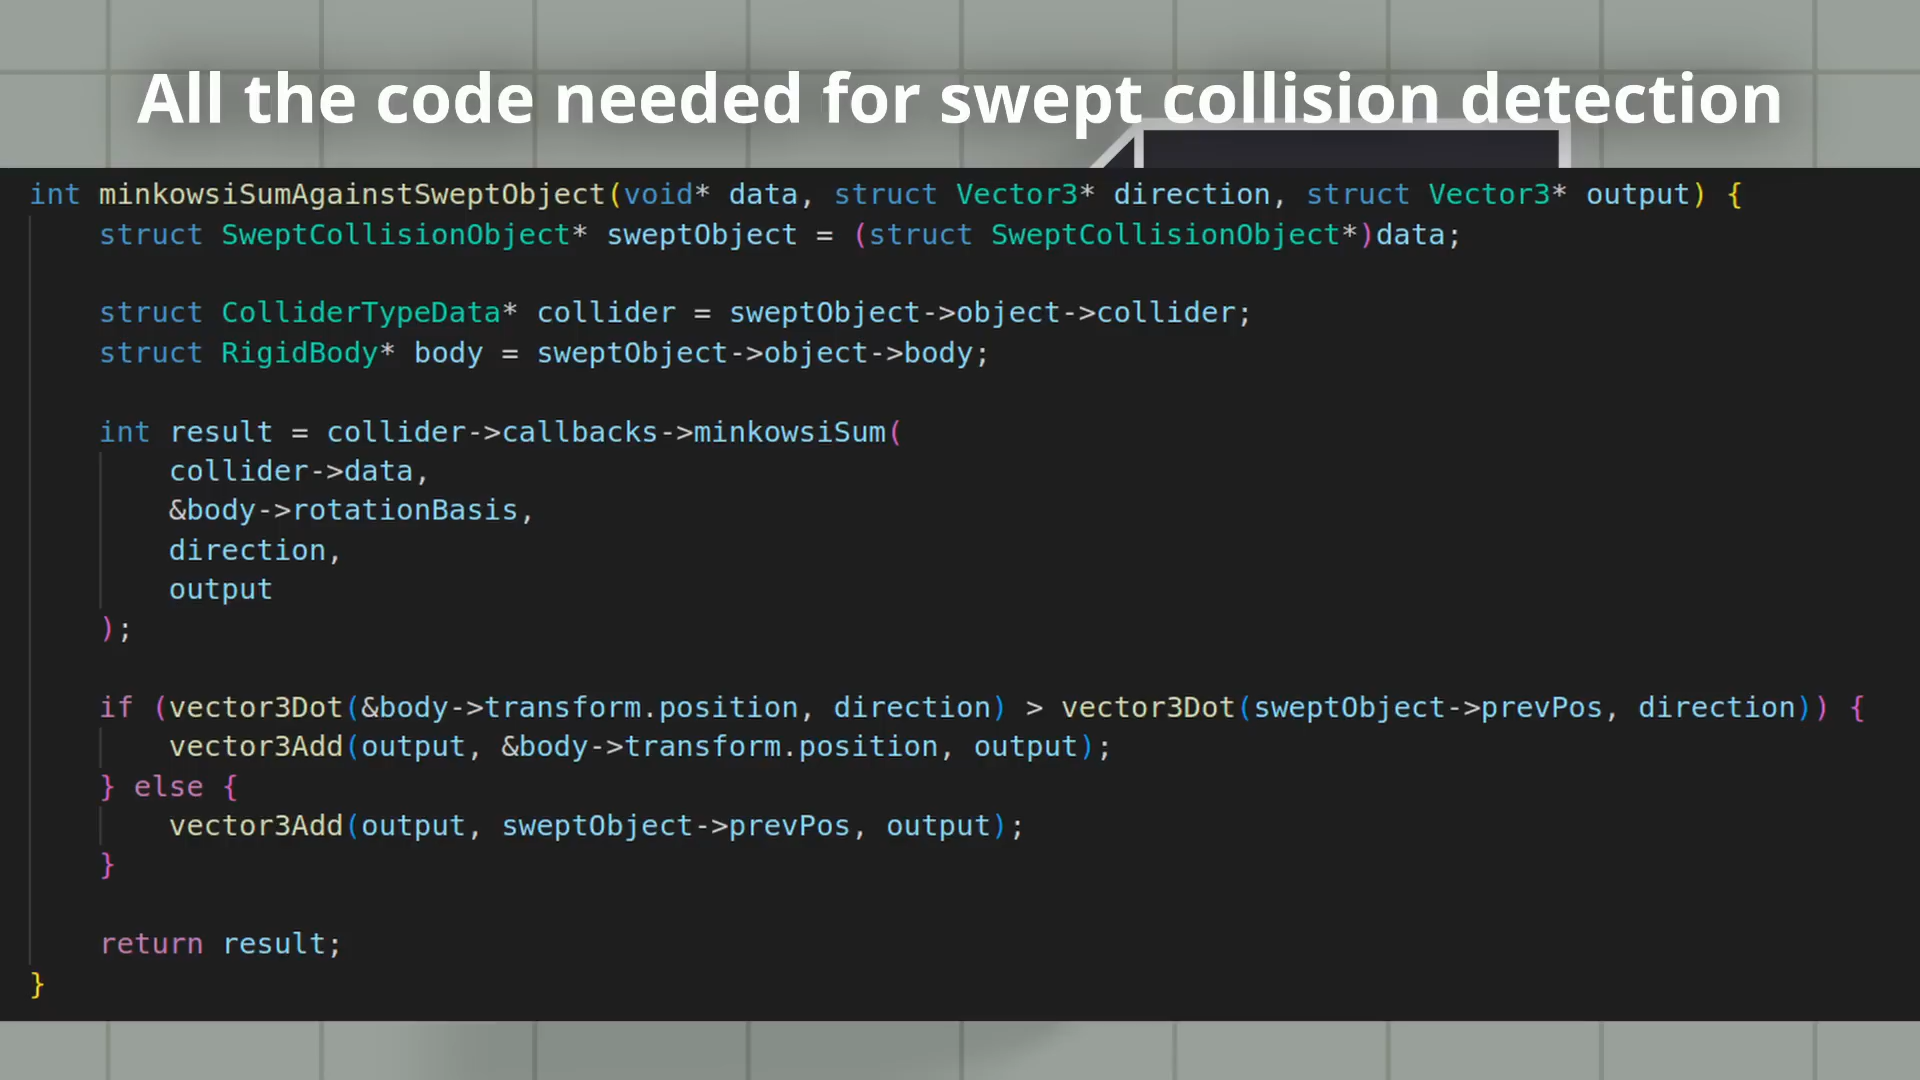 All the code needed for swept collision detection
int minkowsiSumAgainstSweptObject(void* data, struct Vector3* direction, struct Vector3* output) {
struct SweptCollisionObject* sweptObject = (struct SweptCollisionObject*)data;
struct ColliderTypeData* collider = sweptObject->object->collider;
struct RigidBody* body = sweptObject->object->body;
int result = collider->callbacks->minkowsiSum(
collider->data,
&body->rotationBasis,
direction,
output
);
if (vector3Dot(&body->transform.position, direction) > vector3Dot(sweptObject->prevPos, direction)) {
vector3Add(output, &body->transform.position, output);
} else {
vector3Add(output, sweptObject->prevPos, output);
}
return result;
}